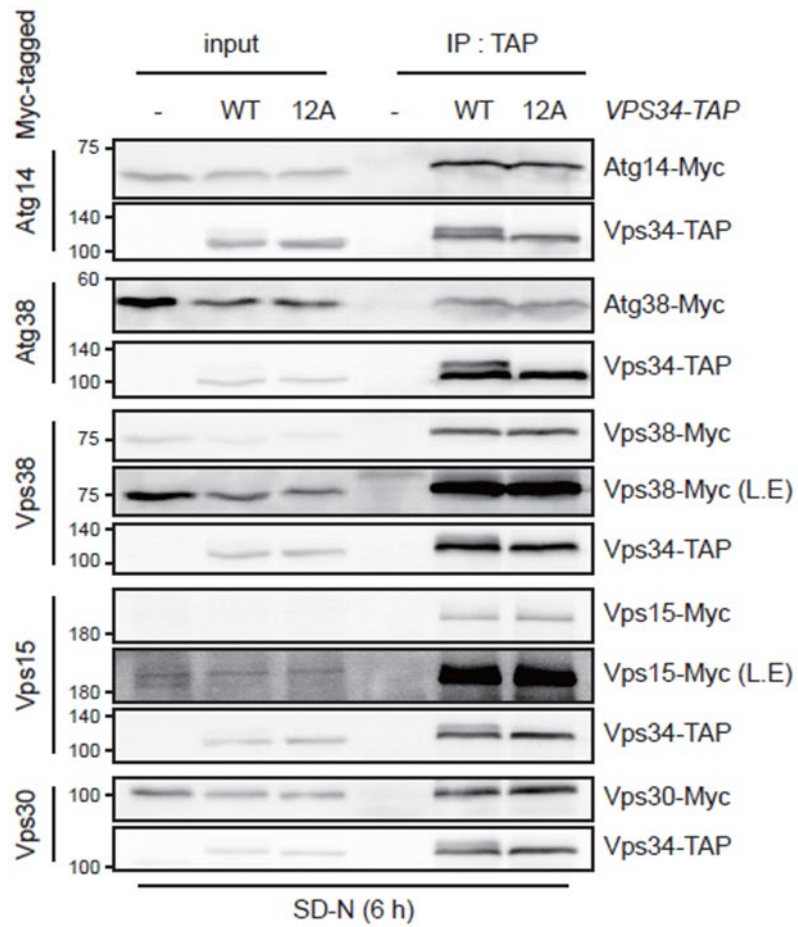 input IP : TAP
Myc-tagged
- WT 12A - WT 12A VPS34-TAP
Atg14
75 Atg14-Myc
140
100 Vps34-TAP
Atg38
60 Atg38-Myc
140
100 Vps34-TAP
Vps38
75 Vps38-Myc
75 Vps38-Myc (L.E)
140
100 Vps34-TAP
Vps15
180 Vps15-Myc
180 Vps15-Myc (L.E)
140
100 Vps34-TAP
Vps30
100 Vps30-Myc
100 Vps34-TAP
SD-N (6 h)